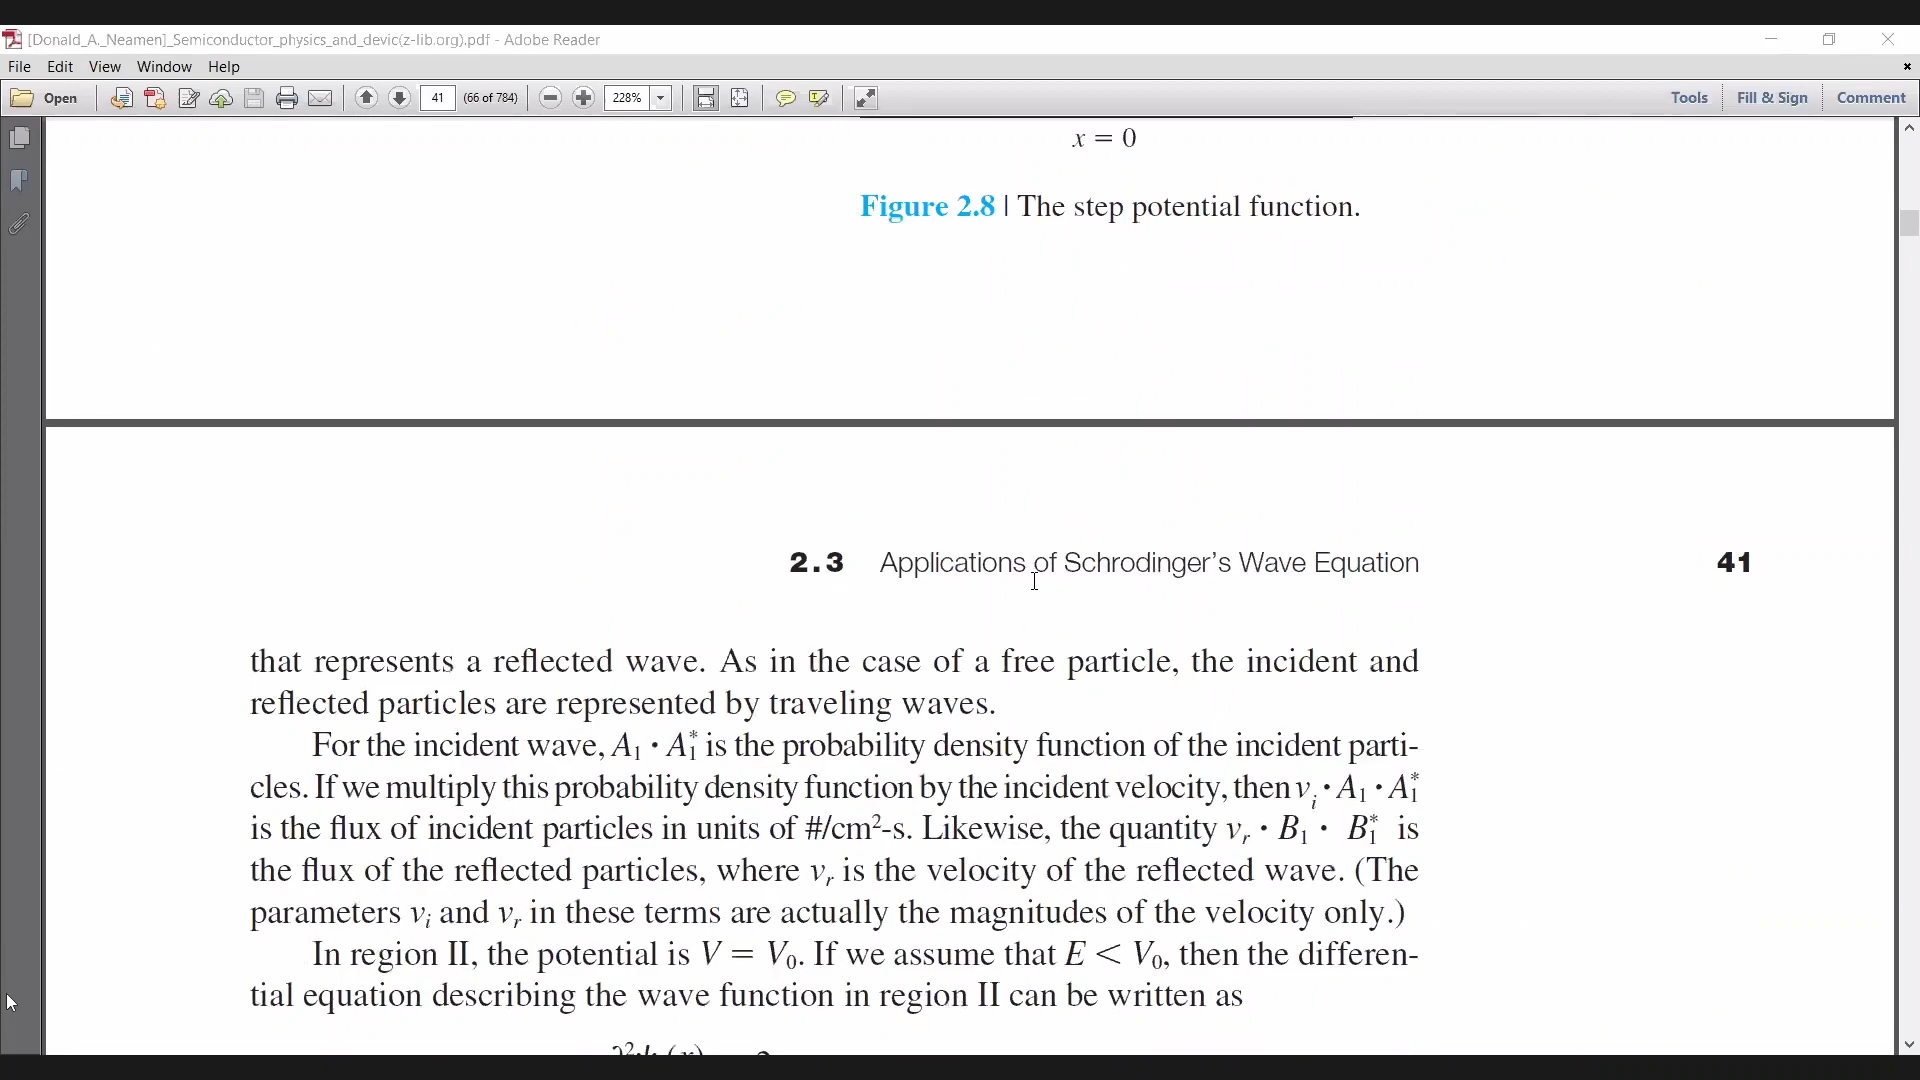 [Donald_A._Neamen]_Semiconductor_physics_and_devic(z-lib.org).pdf - Adobe Reader
File Edit View Window Help
Open 41 (66 of 784) 228% Tools Fill & Sign Comment
x = 0
Figure 2.8 | The step potential function.
2.3 Applications of Schrodinger’s Wave Equation 41
that represents a reflected wave. As in the case of a free particle, the incident and
reflected particles are represented by traveling waves.
For the incident wave, A₁ · A₁* is the probability density function of the incident parti-
cles. If we multiply this probability density function by the incident velocity, then vᵢ · A₁ · A₁*
is the flux of incident particles in units of #/cm²-s. Likewise, the quantity vᵣ · B₁ · B₁* is
the flux of the reflected particles, where vᵣ is the velocity of the reflected wave. (The
parameters vᵢ and vᵣ in these terms are actually the magnitudes of the velocity only.)
In region II, the potential is V = V₀. If we assume that E < V₀, then the differen-
tial equation describing the wave function in region II can be written as